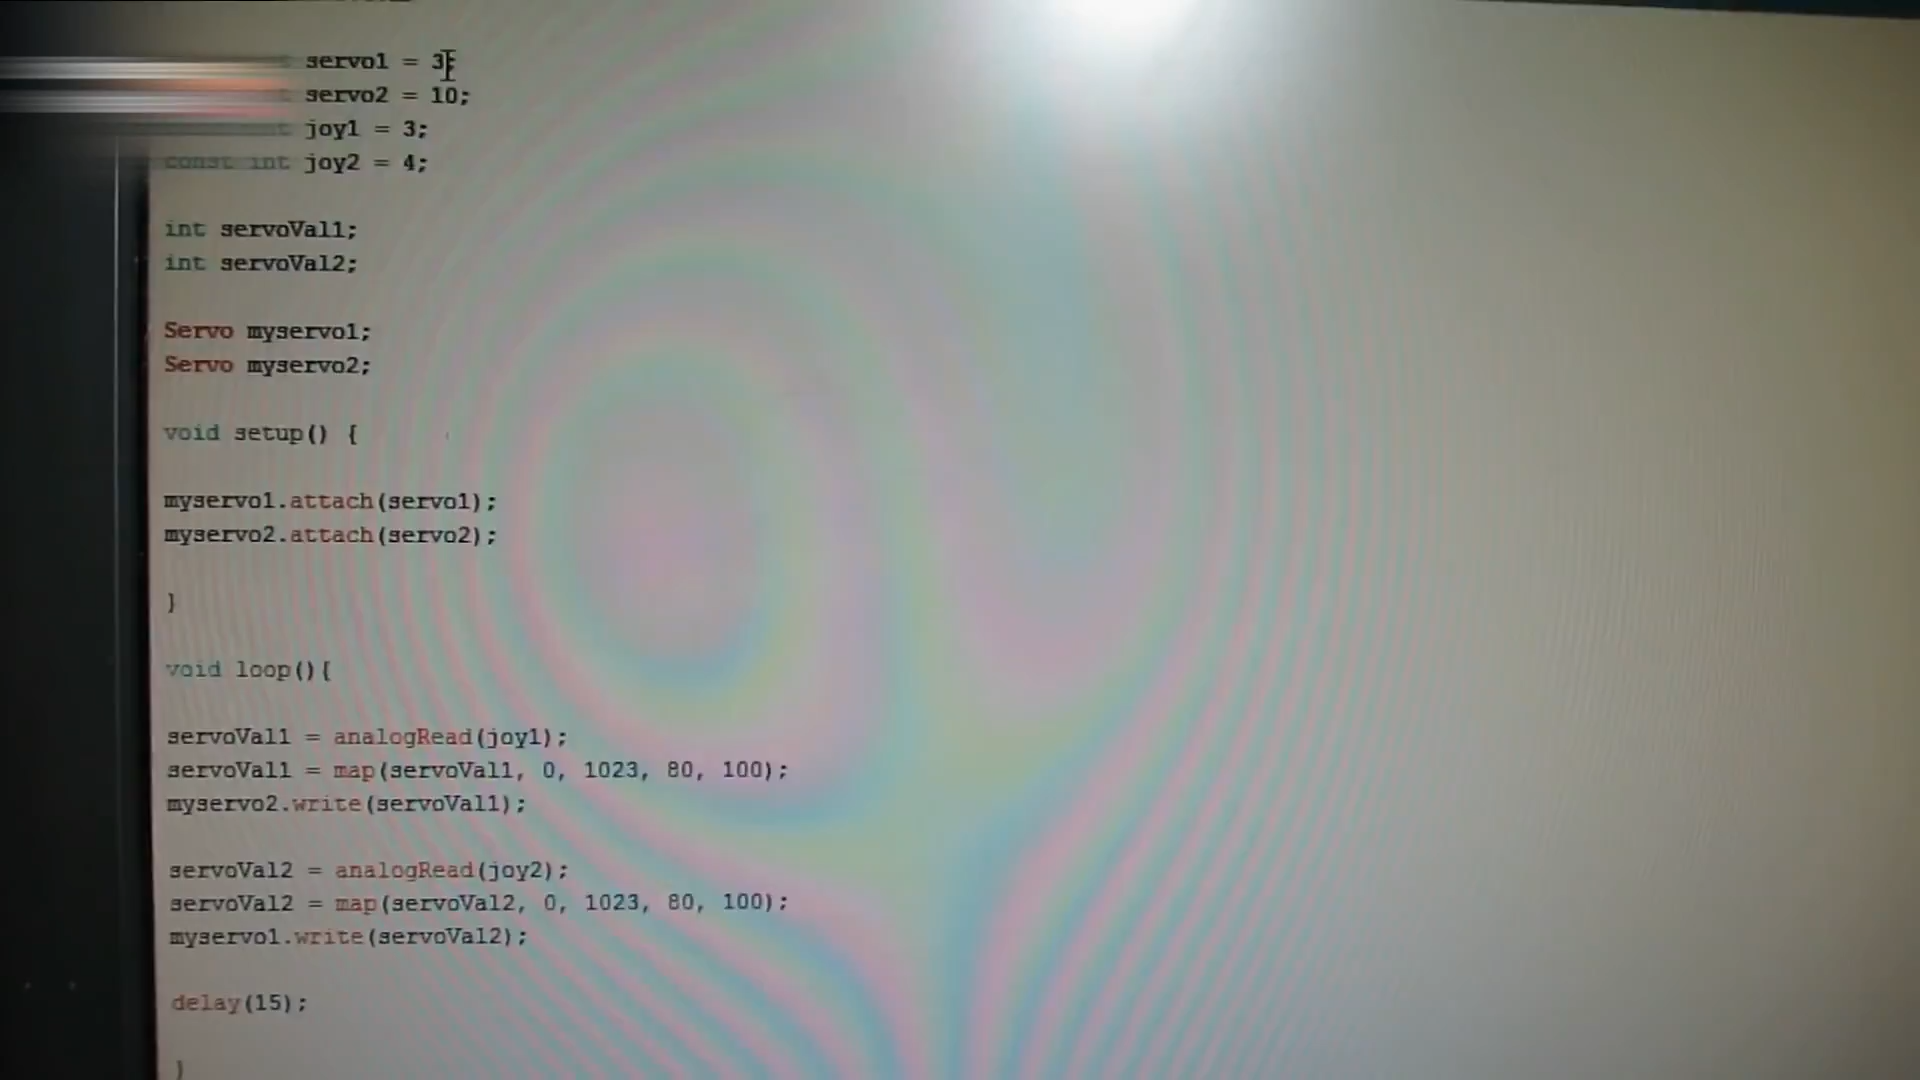 servo1 = 3;
servo2 = 10;
joy1 = 3;
const int joy2 = 4;
int servoVal1;
int servoVal2;
Servo myservo1;
Servo myservo2;
void setup() {
myservo1.attach(servo1);
myservo2.attach(servo2);
}
void loop(){
servoVal1 = analogRead(joy1);
servoVal1 = map(servoVal1, 0, 1023, 80, 100);
myservo2.write(servoVal1);
servoVal2 = analogRead(joy2);
servoVal2 = map(servoVal2, 0, 1023, 80, 100);
myservo1.write(servoVal2);
delay(15);
}